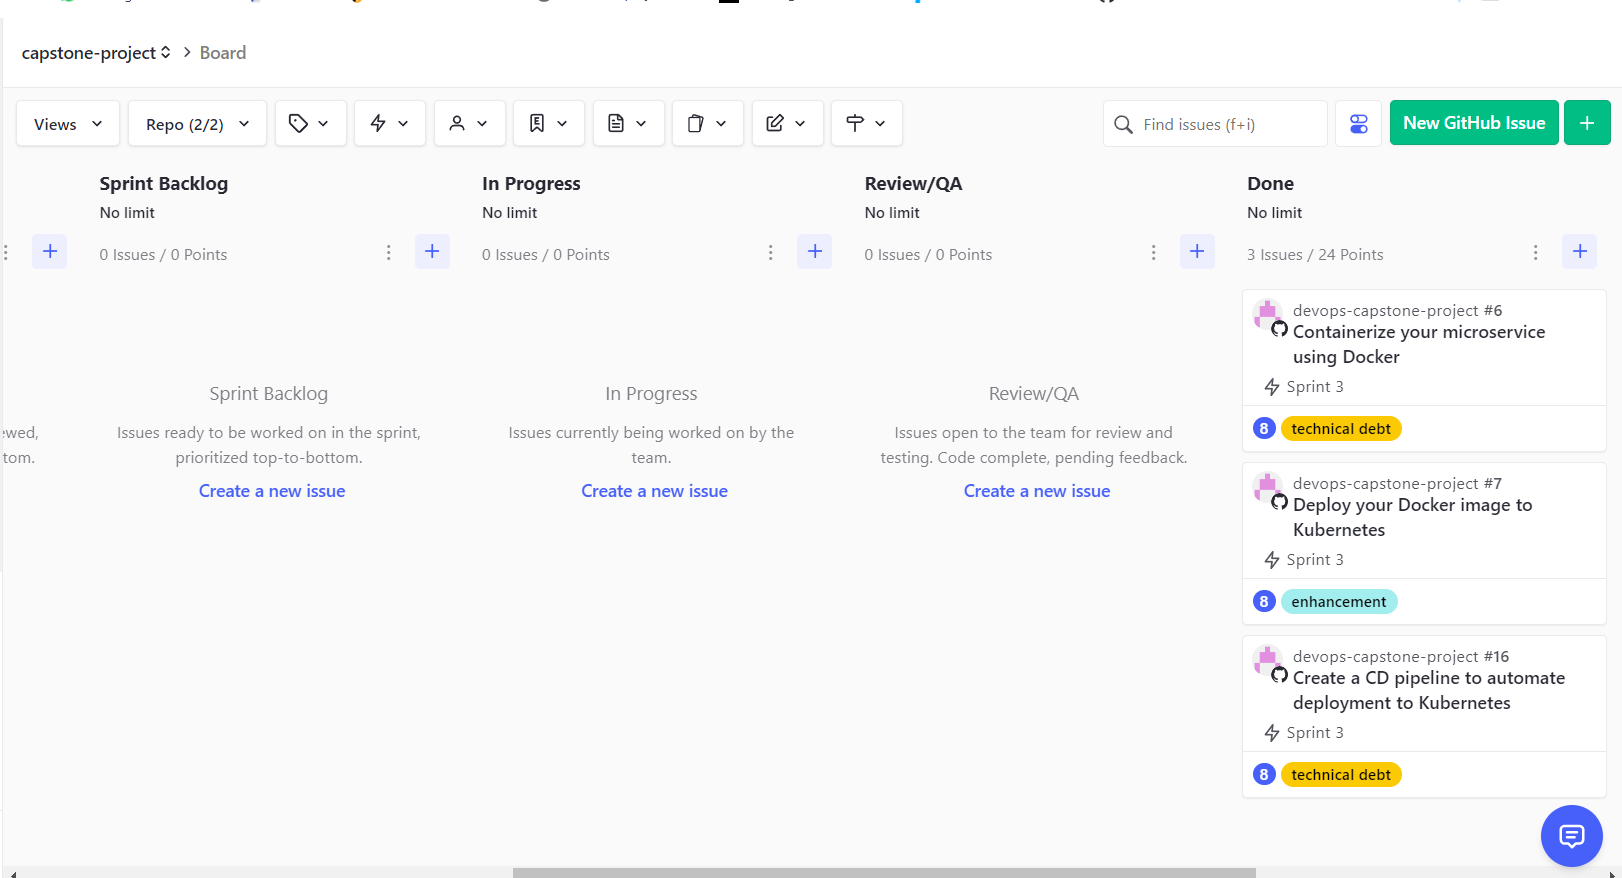 capstone-project > Board
Views
Repo (2/2)
Find issues (f+i)
New GitHub Issue
+
Sprint Backlog
No limit
0 Issues / 0 Points
In Progress
No limit
0 Issues / 0 Points
Review/QA
No limit
0 Issues / 0 Points
Done
No limit
3 Issues / 24 Points
tom.
Sprint Backlog
Issues ready to be worked on in the sprint,
prioritized top-to-bottom.
Create a new issue
In Progress
Issues currently being worked on by the
team.
Create a new issue
Review/QA
Issues open to the team for review and
testing. Code complete, pending feedback.
Create a new issue
devops-capstone-project #6
Containerize your microservice
using Docker
Sprint 3
8 technical debt
devops-capstone-project #7
Deploy your Docker image to
Kubernetes
Sprint 3
8 enhancement
devops-capstone-project #16
Create a CD pipeline to automate
deployment to Kubernetes
Sprint 3
8 technical debt